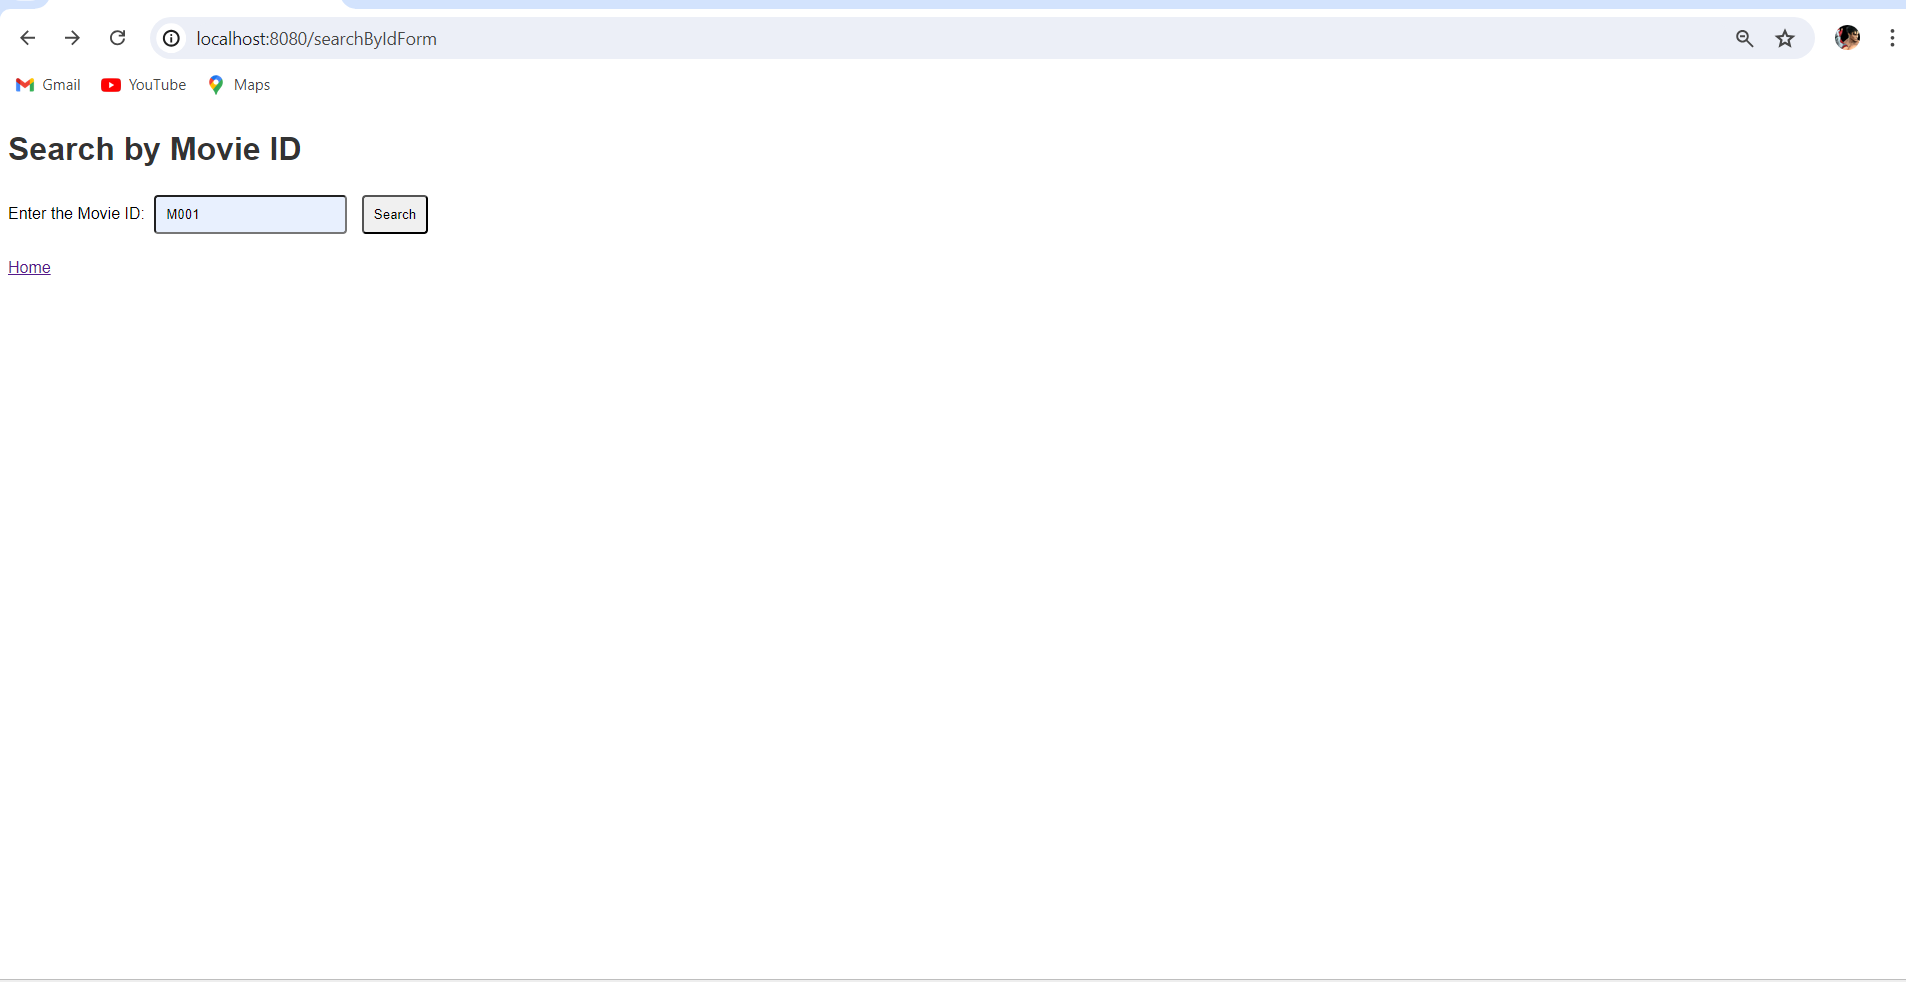 localhost:8080/searchByIdForm
Gmail YouTube Maps
Search by Movie ID
Enter the Movie ID: M001 Search
Home